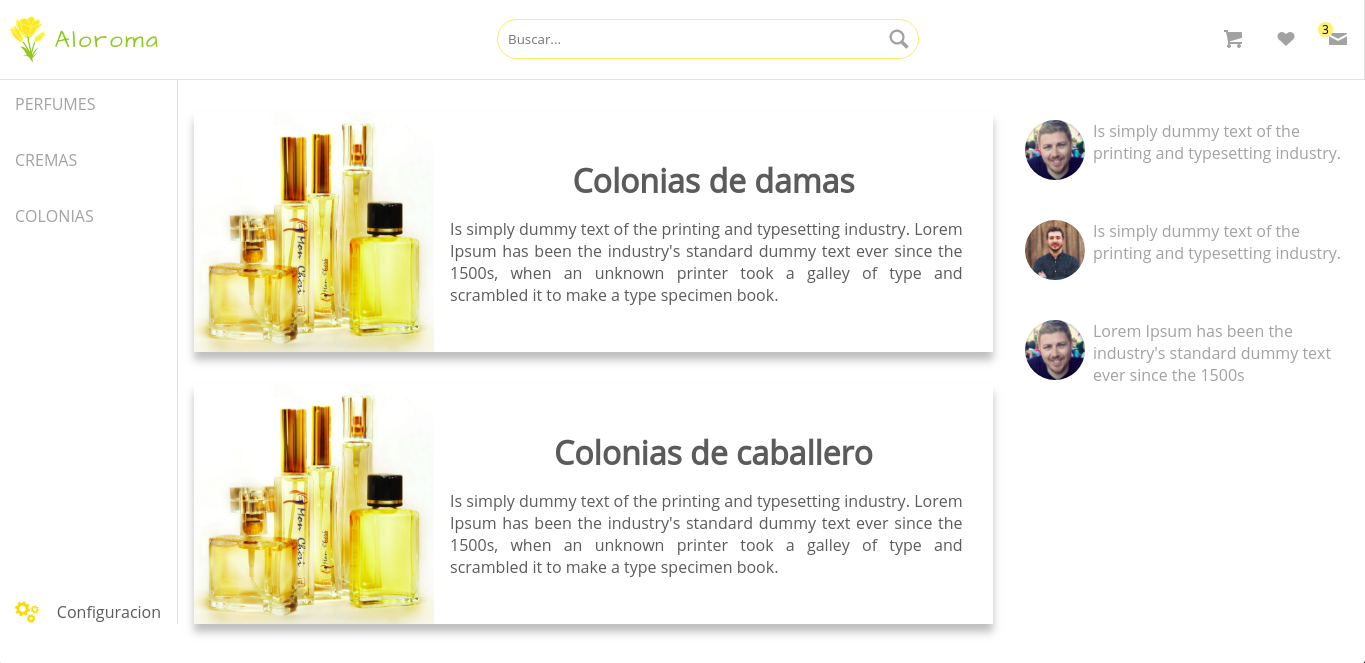 Aloroma
Buscar...
3
PERFUMES
CREMAS
COLONIAS
Configuracion
Mon Chéri
Colonias de damas
Is simply dummy text of the printing and typesetting industry. Lorem
Ipsum has been the industry's standard dummy text ever since the
1500s, when an unknown printer took a galley of type and
scrambled it to make a type specimen book.
Mon Chéri
Colonias de caballero
Is simply dummy text of the printing and typesetting industry. Lorem
Ipsum has been the industry's standard dummy text ever since the
1500s, when an unknown printer took a galley of type and
scrambled it to make a type specimen book.
Is simply dummy text of the
printing and typesetting industry.
Is simply dummy text of the
printing and typesetting industry.
Lorem Ipsum has been the
industry's standard dummy text
ever since the 1500s